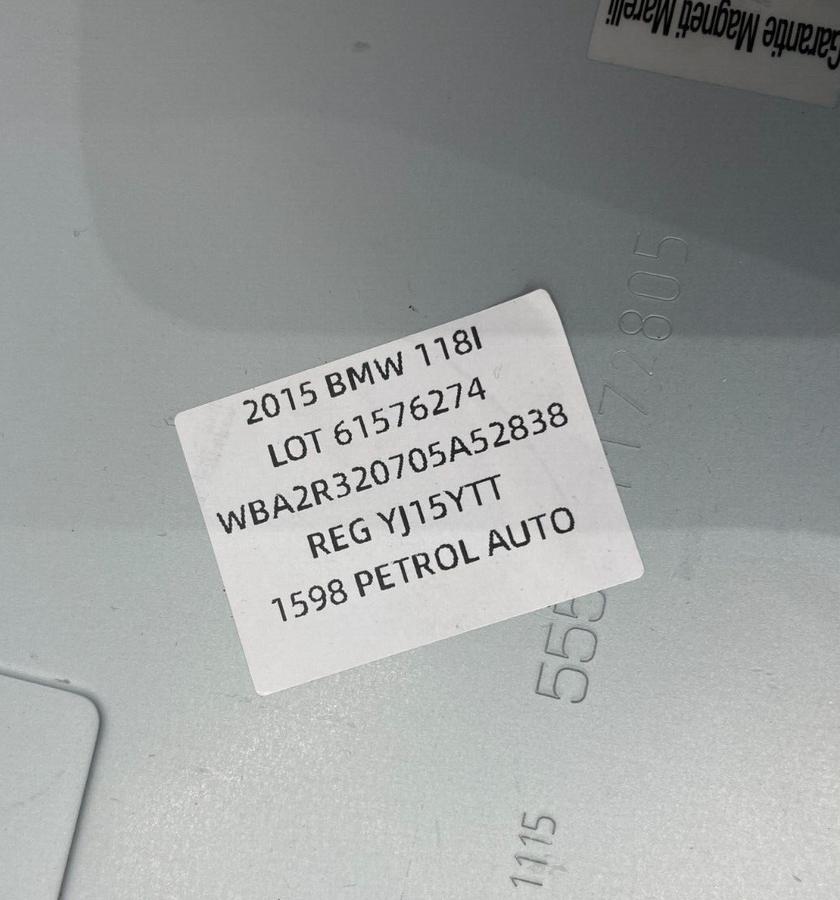 Garantie Magneti Marelli
2015 BMW 118I
LOT 61576274
WBA2R320705A52838
REG YJ15YTT
1598 PETROL AUTO
1115